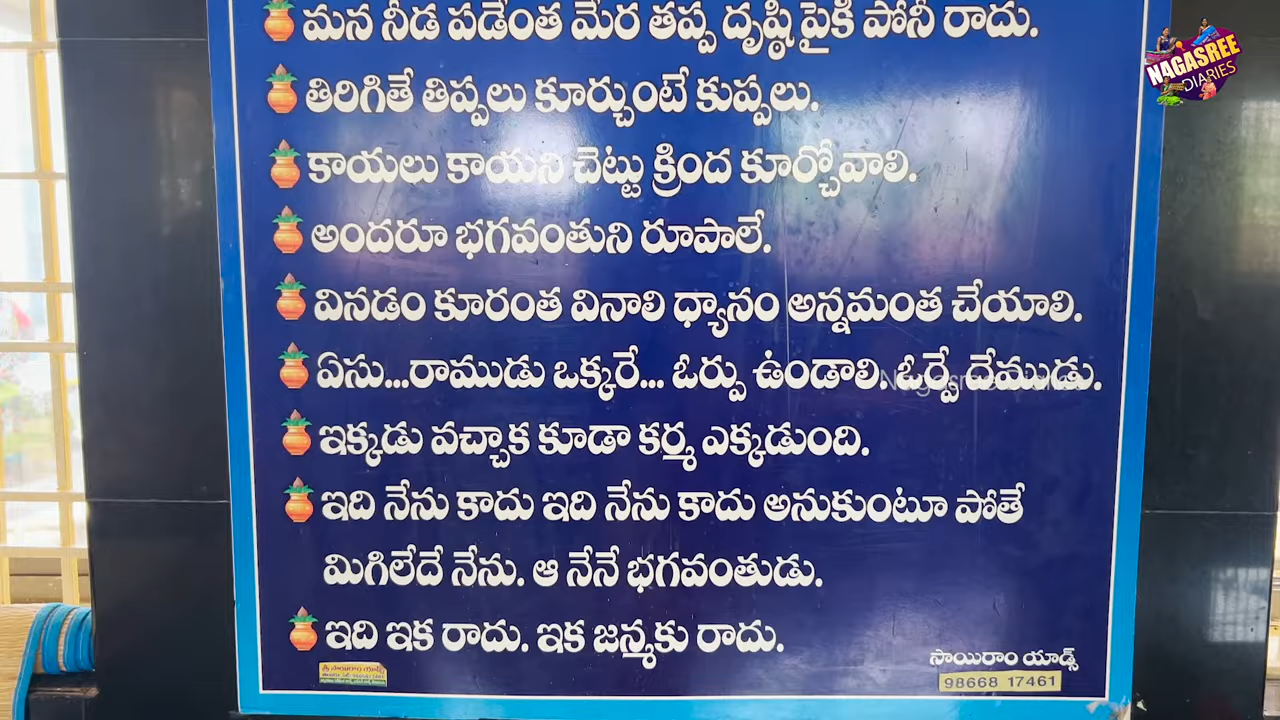 మన నీడ పడేంత మేర తప్ప దృష్ఠి పైకి పోనీ రాదు.
NAGASREE
DIARIES
తిరిగితే తిప్పలు కూర్చుంటే కుప్పలు.
కాయలు కాయని చెట్టు క్రింద కూర్చోవాలి.
అందరూ భగవంతుని రూపాలే.
వినడం కూరంత వినాలి ధ్యానం అన్నమంత చేయాలి.
ఏసు...రాముడు ఒక్కరే... ఓర్పు ఉండాలి. ఓర్పే దేముడు.
ఇక్కడు వచ్చాక కూడా కర్మ ఎక్కడుంది.
ఇది నేను కాదు ఇది నేను కాదు అనుకుంటూ పోతే
మిగిలేదే నేను. ఆ నేనే భగవంతుడు.
ఇది ఇక రాదు. ఇక జన్మకు రాదు.
శ్రీ సాయిరాం యాడ్స్
సాయిరాం యాడ్స్
98668 17461